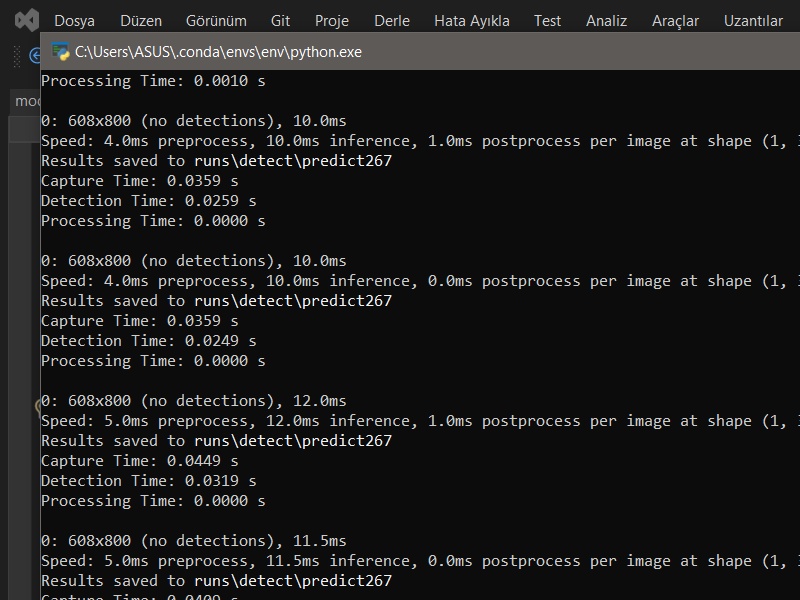 Dosya Düzen Görünüm Git Proje Derle Hata Ayıkla Test Analiz Araçlar Uzantılar
C:\Users\ASUS\.conda\envs\env\python.exe
Processing Time: 0.0010 s
0: 608x800 (no detections), 10.0ms
Speed: 4.0ms preprocess, 10.0ms inference, 1.0ms postprocess per image at shape (1,
Results saved to runs\detect\predict267
Capture Time: 0.0359 s
Detection Time: 0.0259 s
Processing Time: 0.0000 s
0: 608x800 (no detections), 10.0ms
Speed: 4.0ms preprocess, 10.0ms inference, 0.0ms postprocess per image at shape (1,
Results saved to runs\detect\predict267
Capture Time: 0.0359 s
Detection Time: 0.0249 s
Processing Time: 0.0000 s
0: 608x800 (no detections), 12.0ms
Speed: 5.0ms preprocess, 12.0ms inference, 1.0ms postprocess per image at shape (1,
Results saved to runs\detect\predict267
Capture Time: 0.0449 s
Detection Time: 0.0319 s
Processing Time: 0.0000 s
0: 608x800 (no detections), 11.5ms
Speed: 5.0ms preprocess, 11.5ms inference, 0.0ms postprocess per image at shape (1,
Results saved to runs\detect\predict267
Capture Time: 0.0409 s